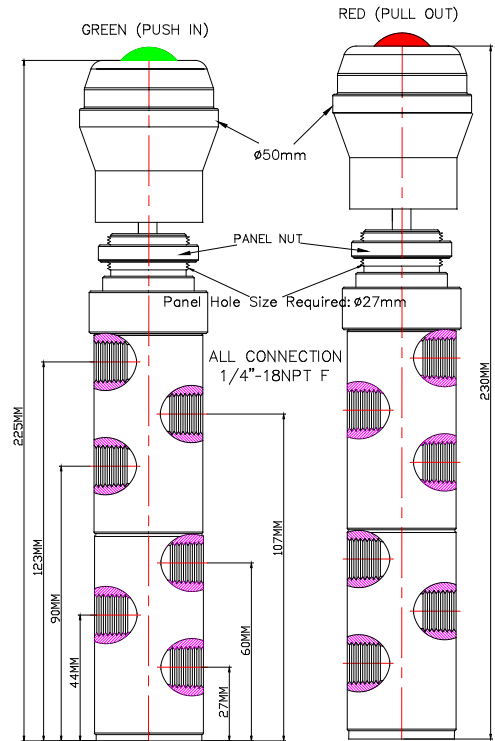 GREEN (PUSH IN)
RED (PULL OUT)
ø50mm
PANEL NUT
Panel Hole Size Required: ø27mm
ALL CONNECTION
1/4"-18NPT F
225MM
230MM
123MM
107MM
90MM
60MM
44MM
27MM